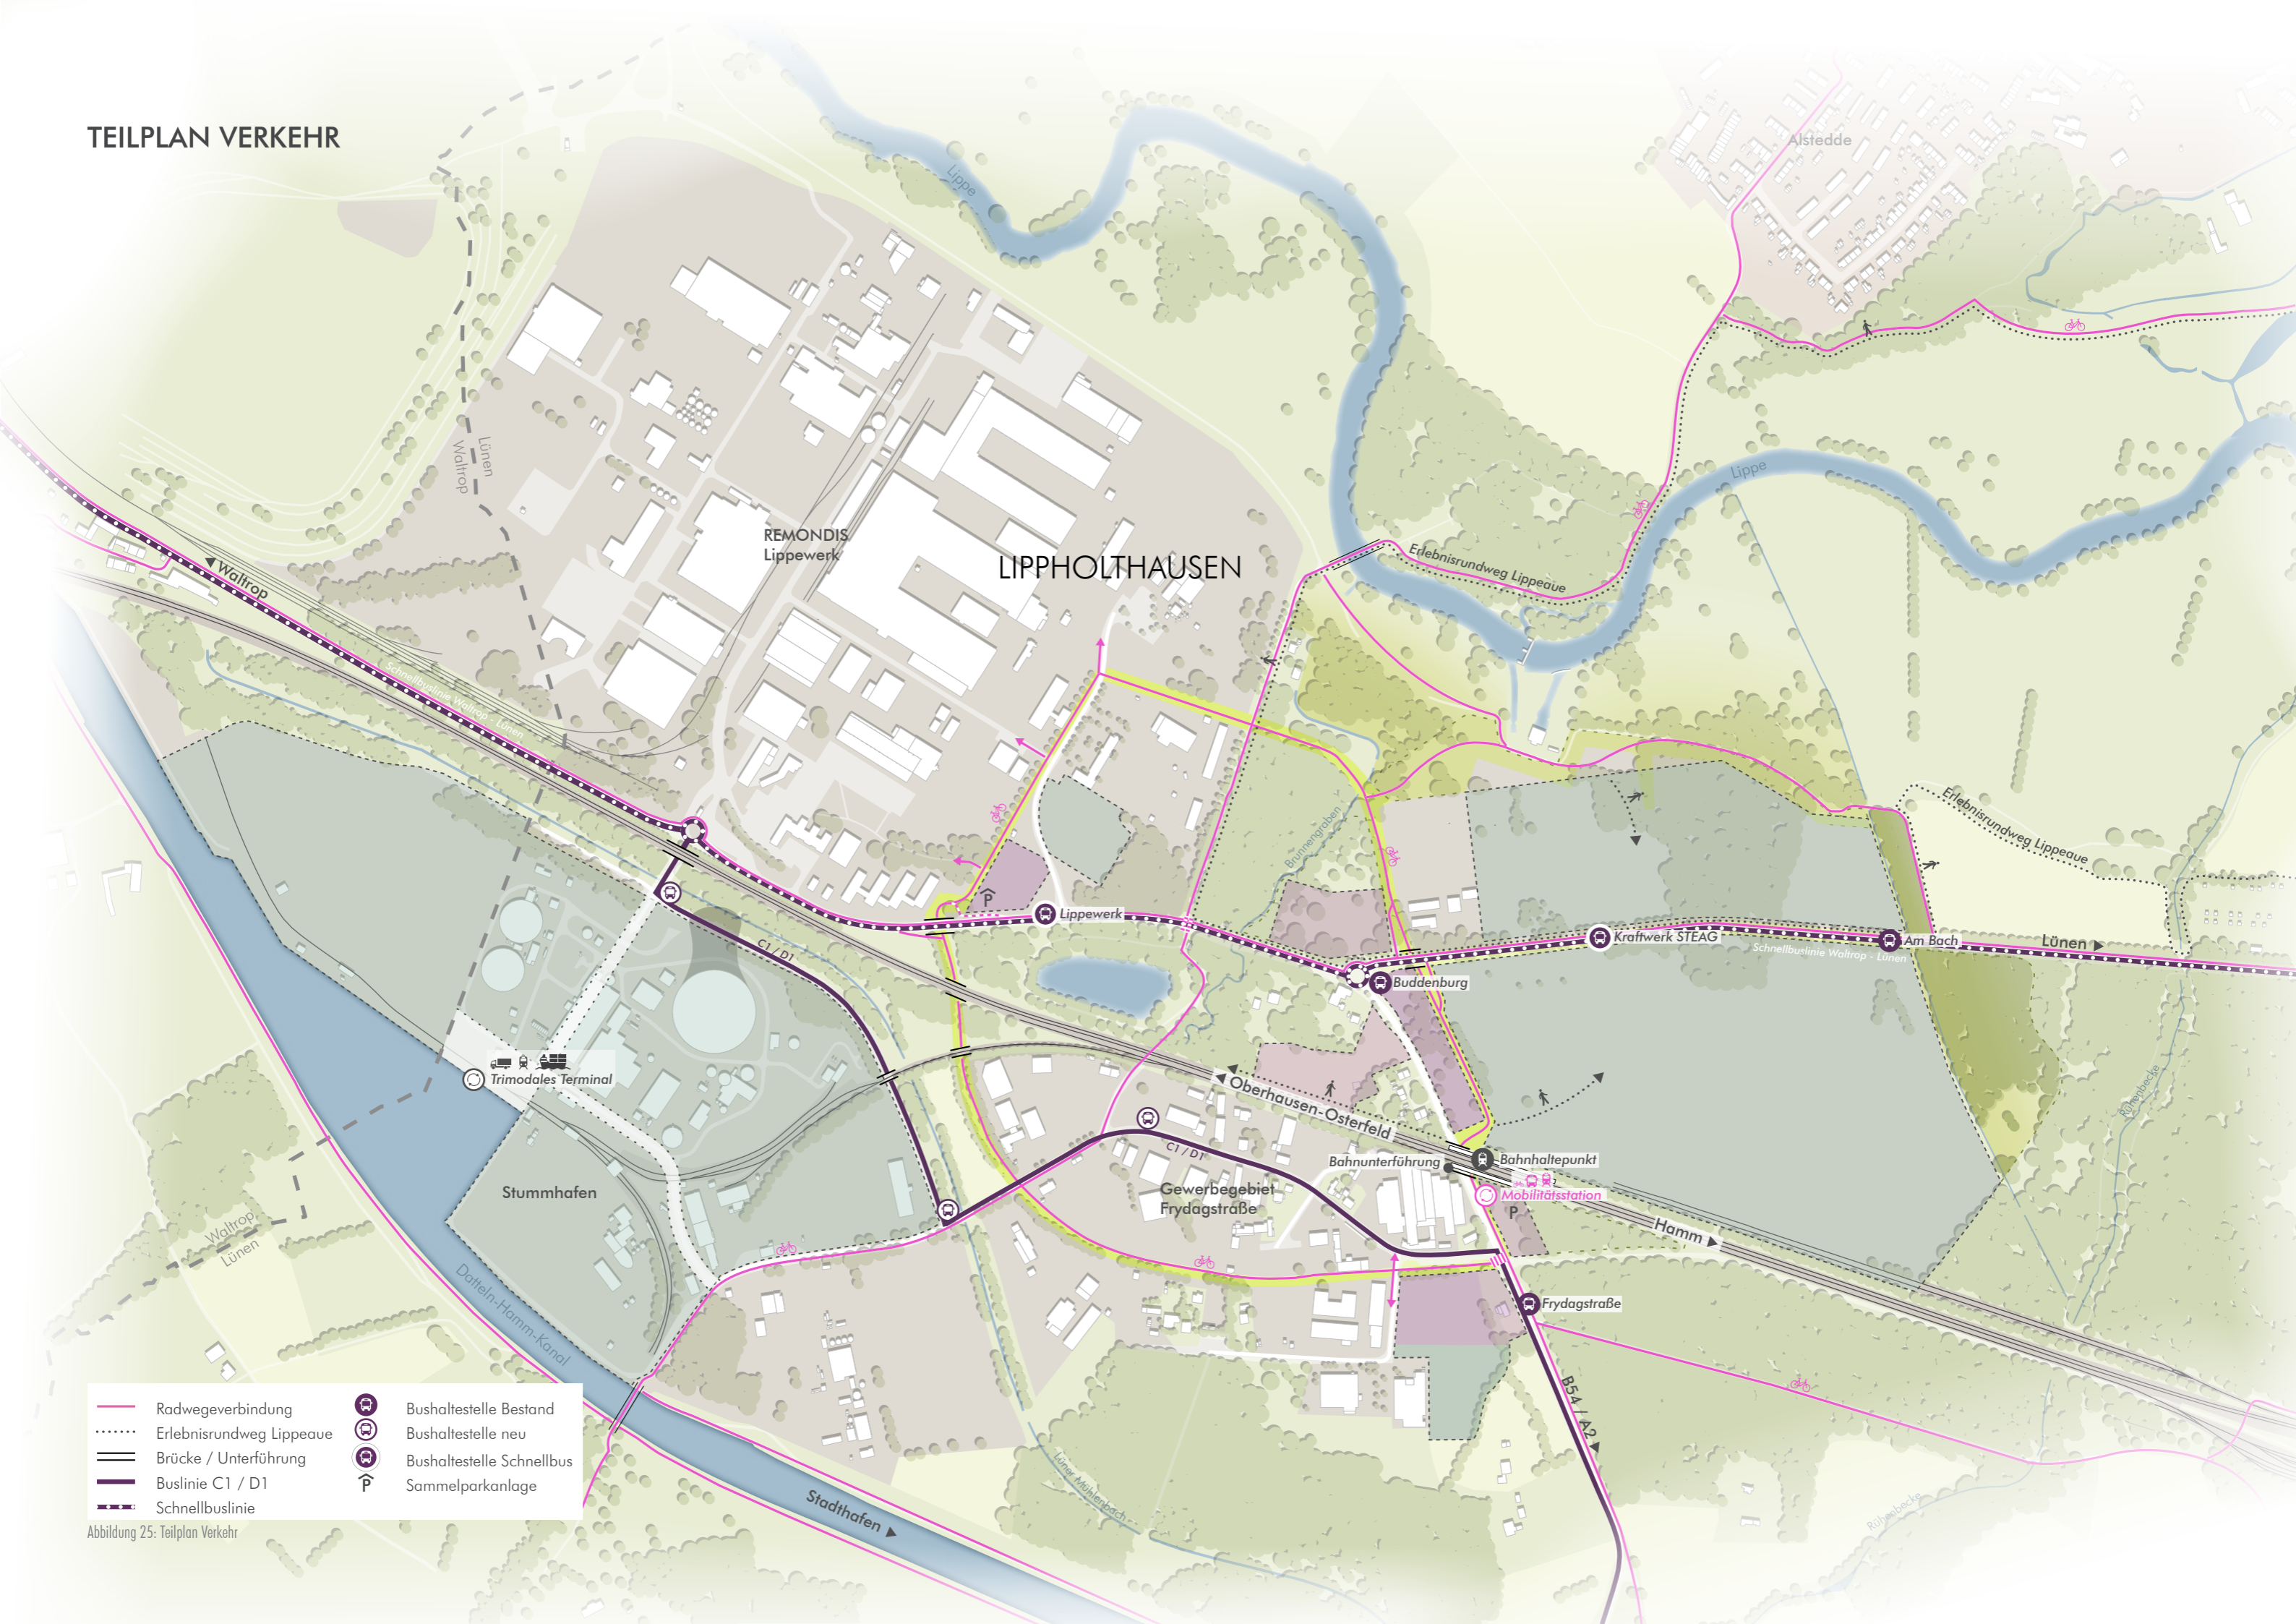 TEILPLAN VERKEHR
Alstedde
Lippe
Lünen
Waltrop
REMONDIS
Lippewerk
LIPPHOLTHAUSEN
Lippe
Erlebnisrundweg Lippeaue
Waltrop
Schnellbuslinie Waltrop - Lünen
Erlebnisrundweg Lippeaue
Brunnengraben
P
Lippewerk
Kraftwerk STEAG
Am Bach
Lünen
Schnellbuslinie Waltrop - Lünen
C1 / D1
Buddenburg
Trimodales Terminal
Oberhausen-Osterfeld
Rühenbecke
C1 / D1
Bahnunterführung
Bahnhaltepunkt
Stummhafen
Gewerbegebiet
Frydagstraße
Mobilitätsstation
P
Hamm
Waltrop
Lünen
Datteln-Hamm-Kanal
Frydagstraße
B54 / A2
Radwegeverbindung
Erlebnisrundweg Lippeaue
Brücke / Unterführung
Buslinie C1 / D1
Schnellbuslinie
Bushaltestelle Bestand
Bushaltestelle neu
Bushaltestelle Schnellbus
P
Sammelparkanlage
Lüner Mühlenbach
Stadthafen
Rühenbecke
Abbildung 25: Teilplan Verkehr